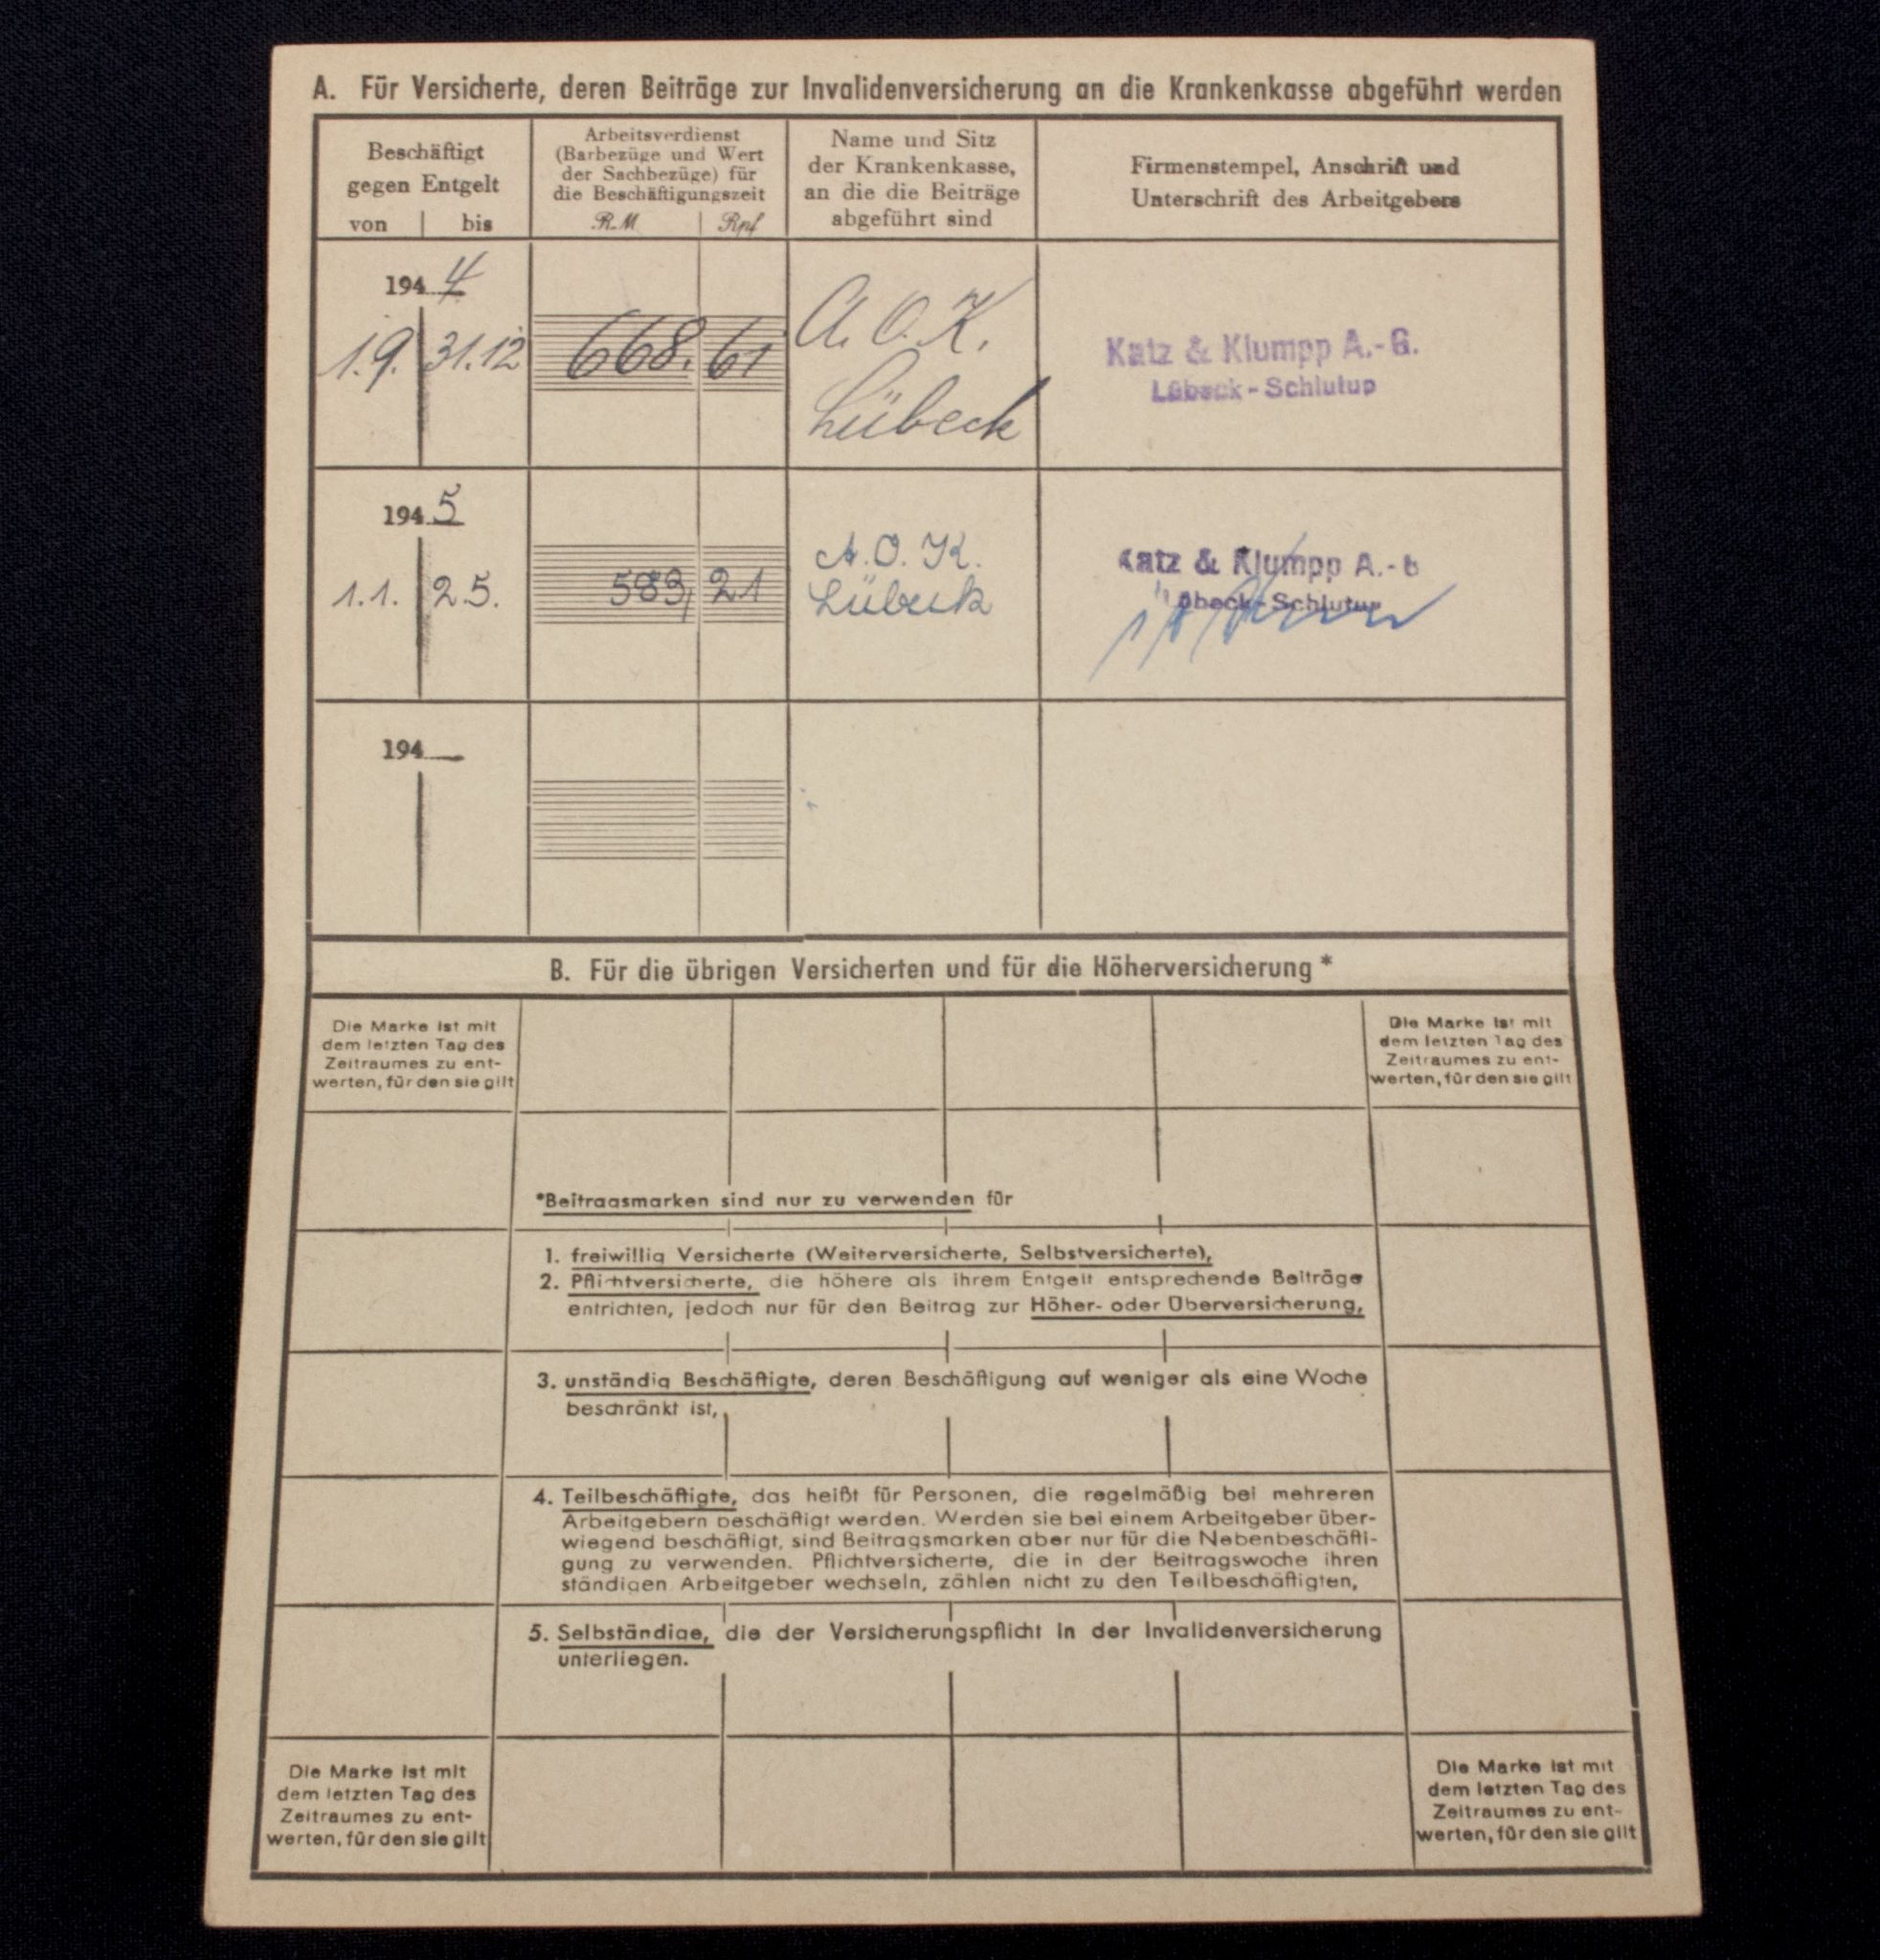 A. Für Versicherte, deren Beiträge zur Invalidenversicherung an die Krankenkasse abgeführt werden
Beschäftigt
gegen Entgelt
von | bis
Arbeitsverdienst
(Barbezüge und Wert
der Sachbezüge) für
die Beschäftigungszeit
RM Rpf
Name und Sitz
der Krankenkasse,
an die die Beiträge
abgeführt sind
Firmenstempel, Anschrift und
Unterschrift des Arbeitgebers
1944
1.9. 31.12 668.61
A.O.K.
Lübeck
Katz & Klumpp A.-G.
Lübeck-Schlutup
1945
1.1. 2.5. 583,21
A.O.K.
Lübeck
Katz & Klumpp A.-G
Lübeck-Schlutup
194
B. Für die übrigen Versicherten und für die Höherversicherung *
Die Marke ist mit
dem letzten Tag des
Zeitraumes zu ent-
werten, für den sie gilt
Die Marke ist mit
dem letzten Tag des
Zeitraumes zu ent-
werten, für den sie gilt
*Beitragsmarken sind nur zu verwenden für
1. freiwillig Versicherte (Weiterversicherte, Selbstversicherte),
2. Pflichtversicherte, die höhere als ihrem Entgelt entsprechende Beiträge
entrichten, jedoch nur für den Beitrag zur Höher- oder Überversicherung,
3. unständig Beschäftigte, deren Beschäftigung auf weniger als eine Woche
beschränkt ist,
4. Teilbeschäftigte, das heißt für Personen, die regelmäßig bei mehreren
Arbeitgebern beschäftigt werden. Werden sie bei einem Arbeitgeber über-
wiegend beschäftigt, sind Beitragsmarken aber nur für die Nebenbeschäfti-
gung zu verwenden. Pflichtversicherte, die in der Beitragswoche ihren
ständigen Arbeitgeber wechseln, zählen nicht zu den Teilbeschäftigten,
5. Selbständige, die der Versicherungspflicht in der Invalidenversicherung
unterliegen.
Die Marke ist mit
dem letzten Tag des
Zeitraumes zu ent-
werten, für den sie gilt
Die Marke ist mit
dem letzten Tag des
Zeitraumes zu ent-
werten, für den sie gilt